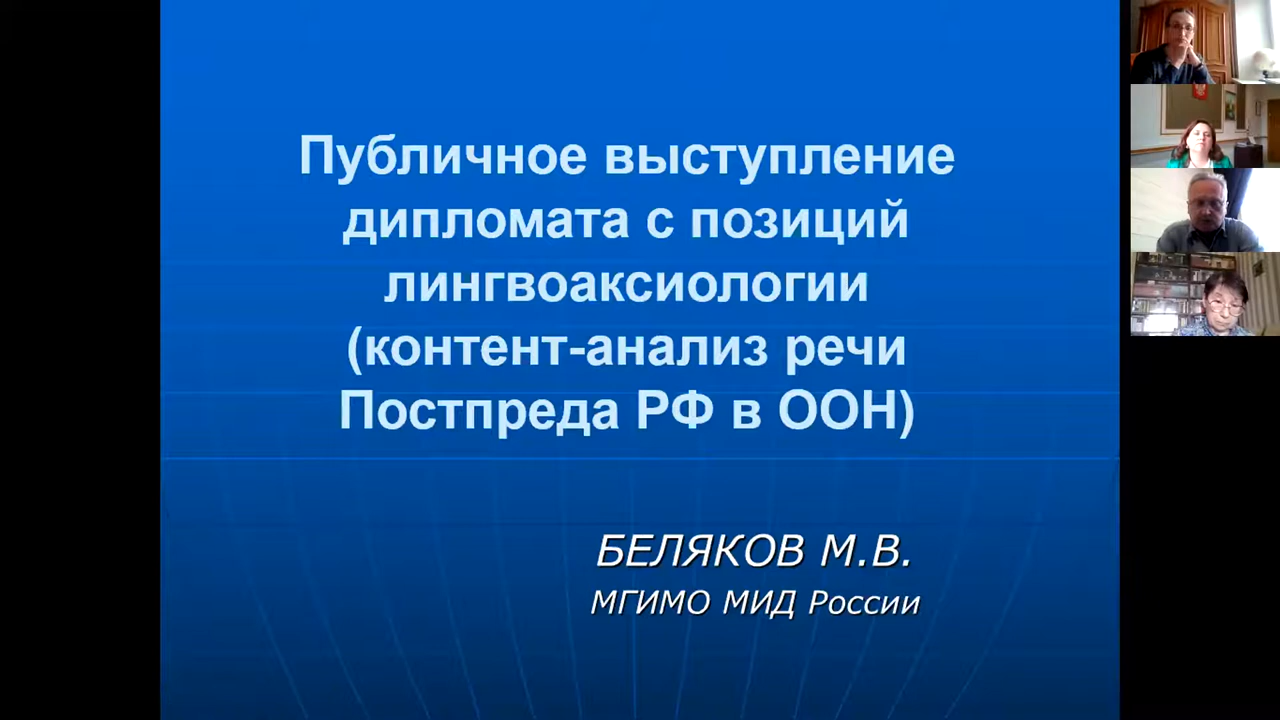 Публичное выступление
дипломата с позиций
лингвоаксиологии
(контент-анализ речи
Постпреда РФ в ООН)
БЕЛЯКОВ М.В.
МГИМО МИД России